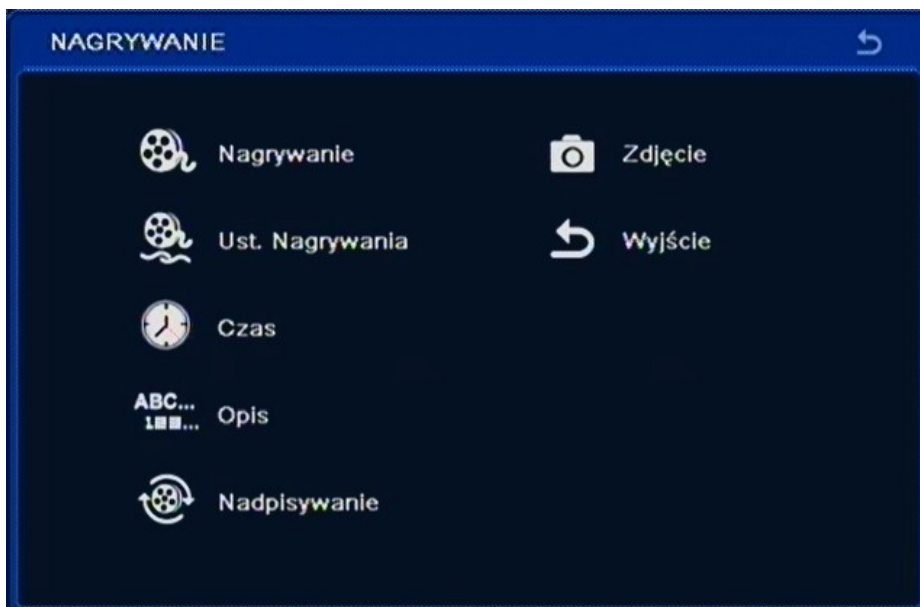 NAGRYWANIE
Nagrywanie
Zdjęcie
Ust. Nagrywania
Wyjście
Czas
ABC...
Opis
Nadpisywanie